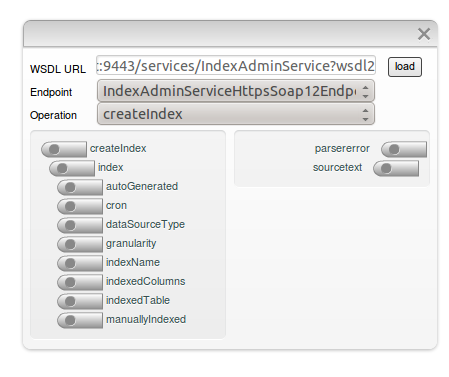 WSDL URL :9443/services/IndexAdminService?wsdl2 load
Endpoint IndexAdminServiceHttpsSoap12Endp
Operation createIndex
createIndex
index
autoGenerated
cron
dataSourceType
granularity
indexName
indexedColumns
indexedTable
manuallyIndexed
parsererror
sourcetext